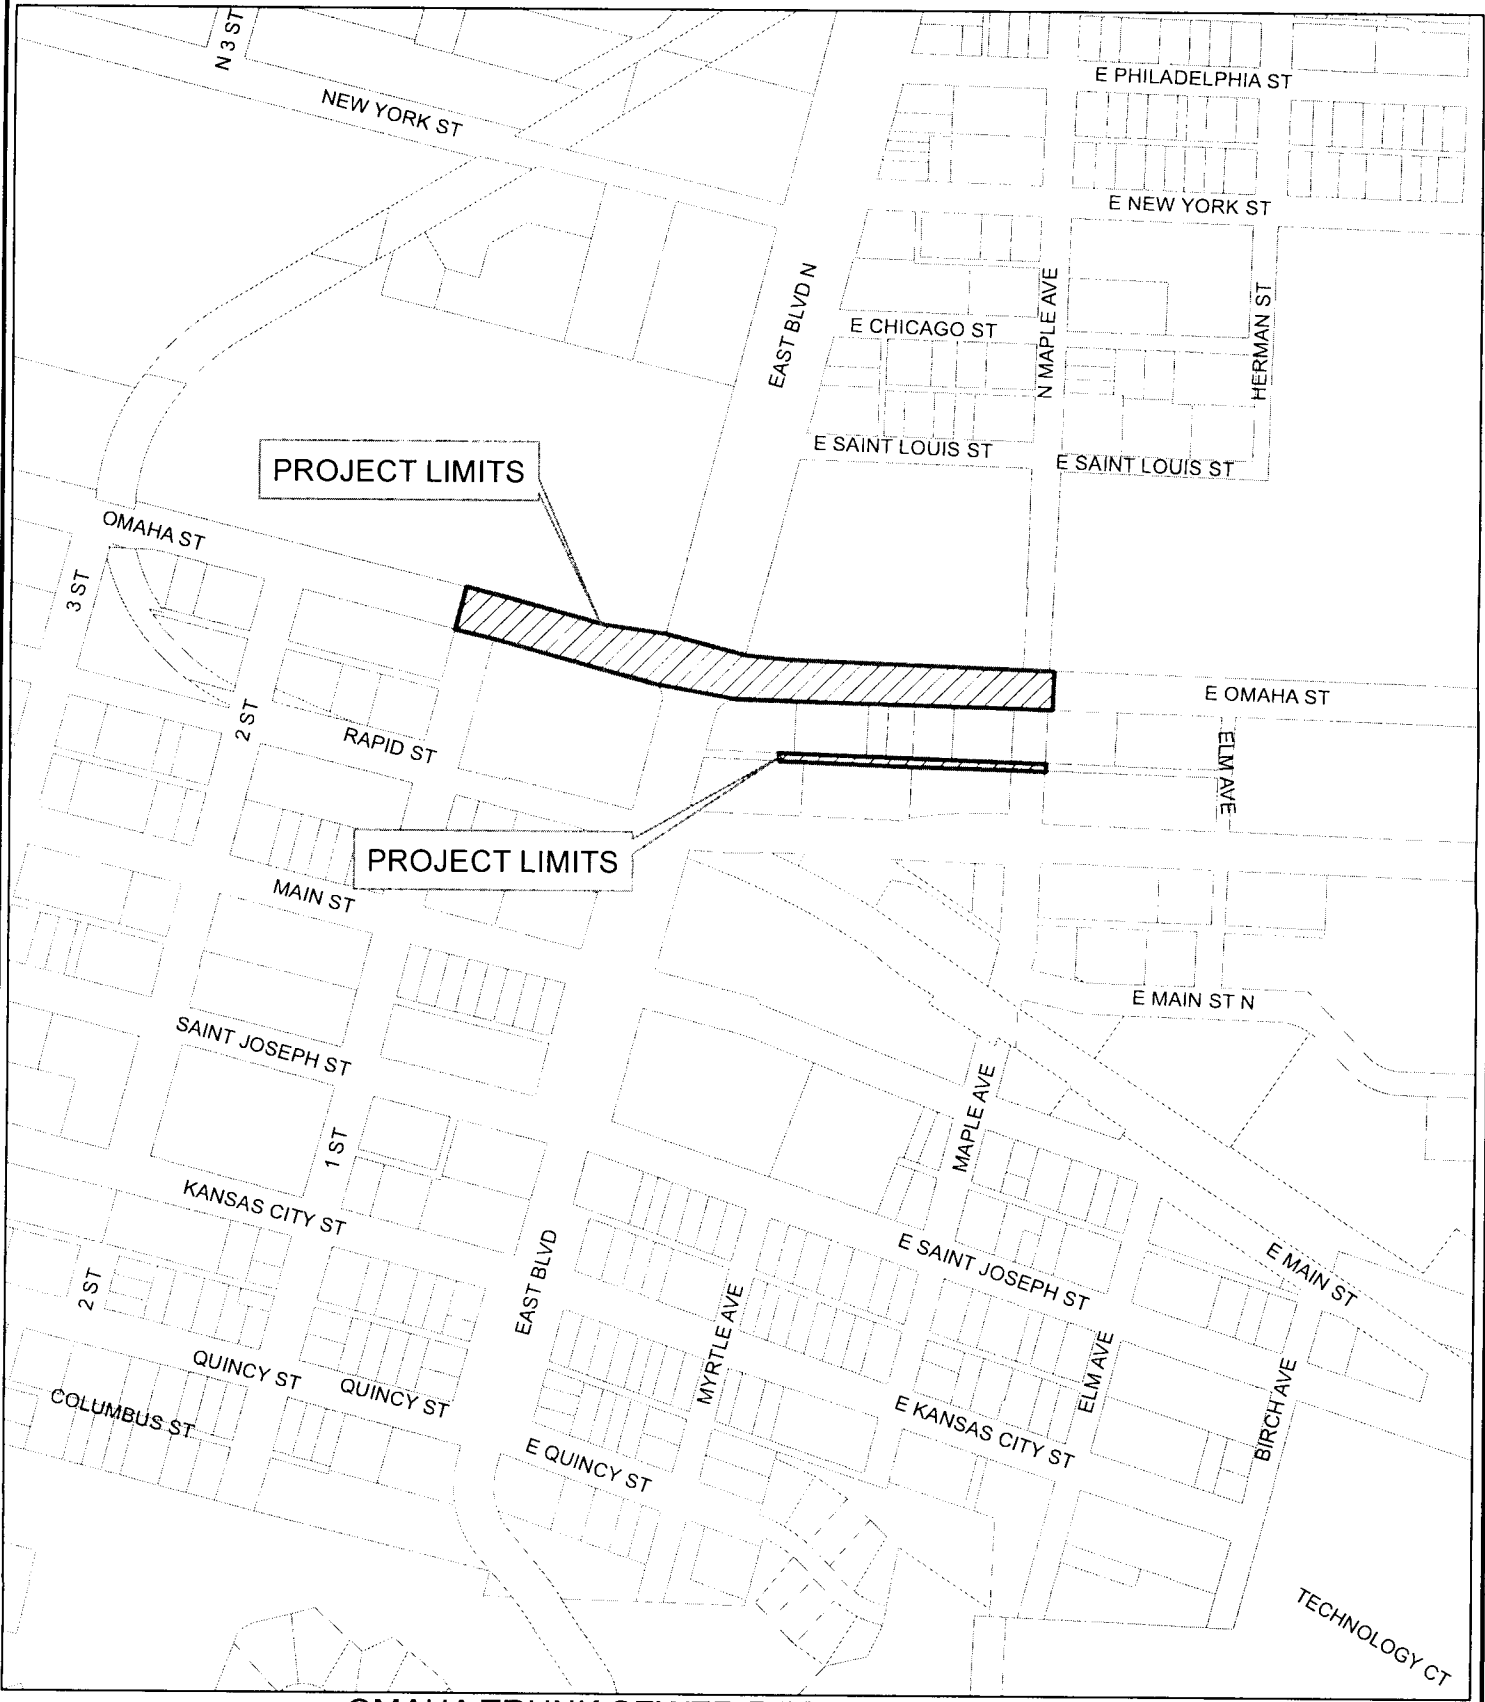 N 3 ST
NEW YORK ST
E PHILADELPHIA ST
E NEW YORK ST
EAST BLVD N
E CHICAGO ST
N MAPLE AVE
HERMAN ST
E SAINT LOUIS ST
E SAINT LOUIS ST
PROJECT LIMITS
OMAHA ST
3 ST
E OMAHA ST
2 ST
RAPID ST
ELM AVE
PROJECT LIMITS
MAIN ST
E MAIN ST N
SAINT JOSEPH ST
MAPLE AVE
1 ST
KANSAS CITY ST
E SAINT JOSEPH ST
E MAIN ST
2 ST
EAST BLVD
MYRTLE AVE
QUINCY ST
QUINCY ST
ELM AVE
BIRCH AVE
COLUMBUS ST
E KANSAS CITY ST
E QUINCY ST
TECHNOLOGY CT